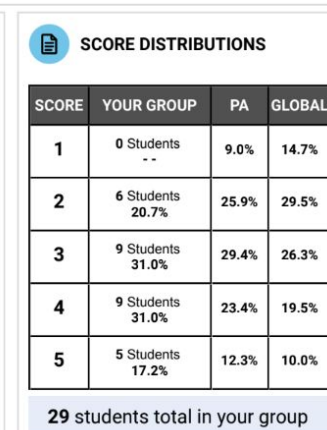 SCORE DISTRIBUTIONS
SCORE YOUR GROUP PA GLOBAL
1 0 Students 9.0% 14.7%
--
2 6 Students 25.9% 29.5%
20.7%
3 9 Students 29.4% 26.3%
31.0%
4 9 Students 23.4% 19.5%
31.0%
5 5 Students 12.3% 10.0%
17.2%
29 students total in your group